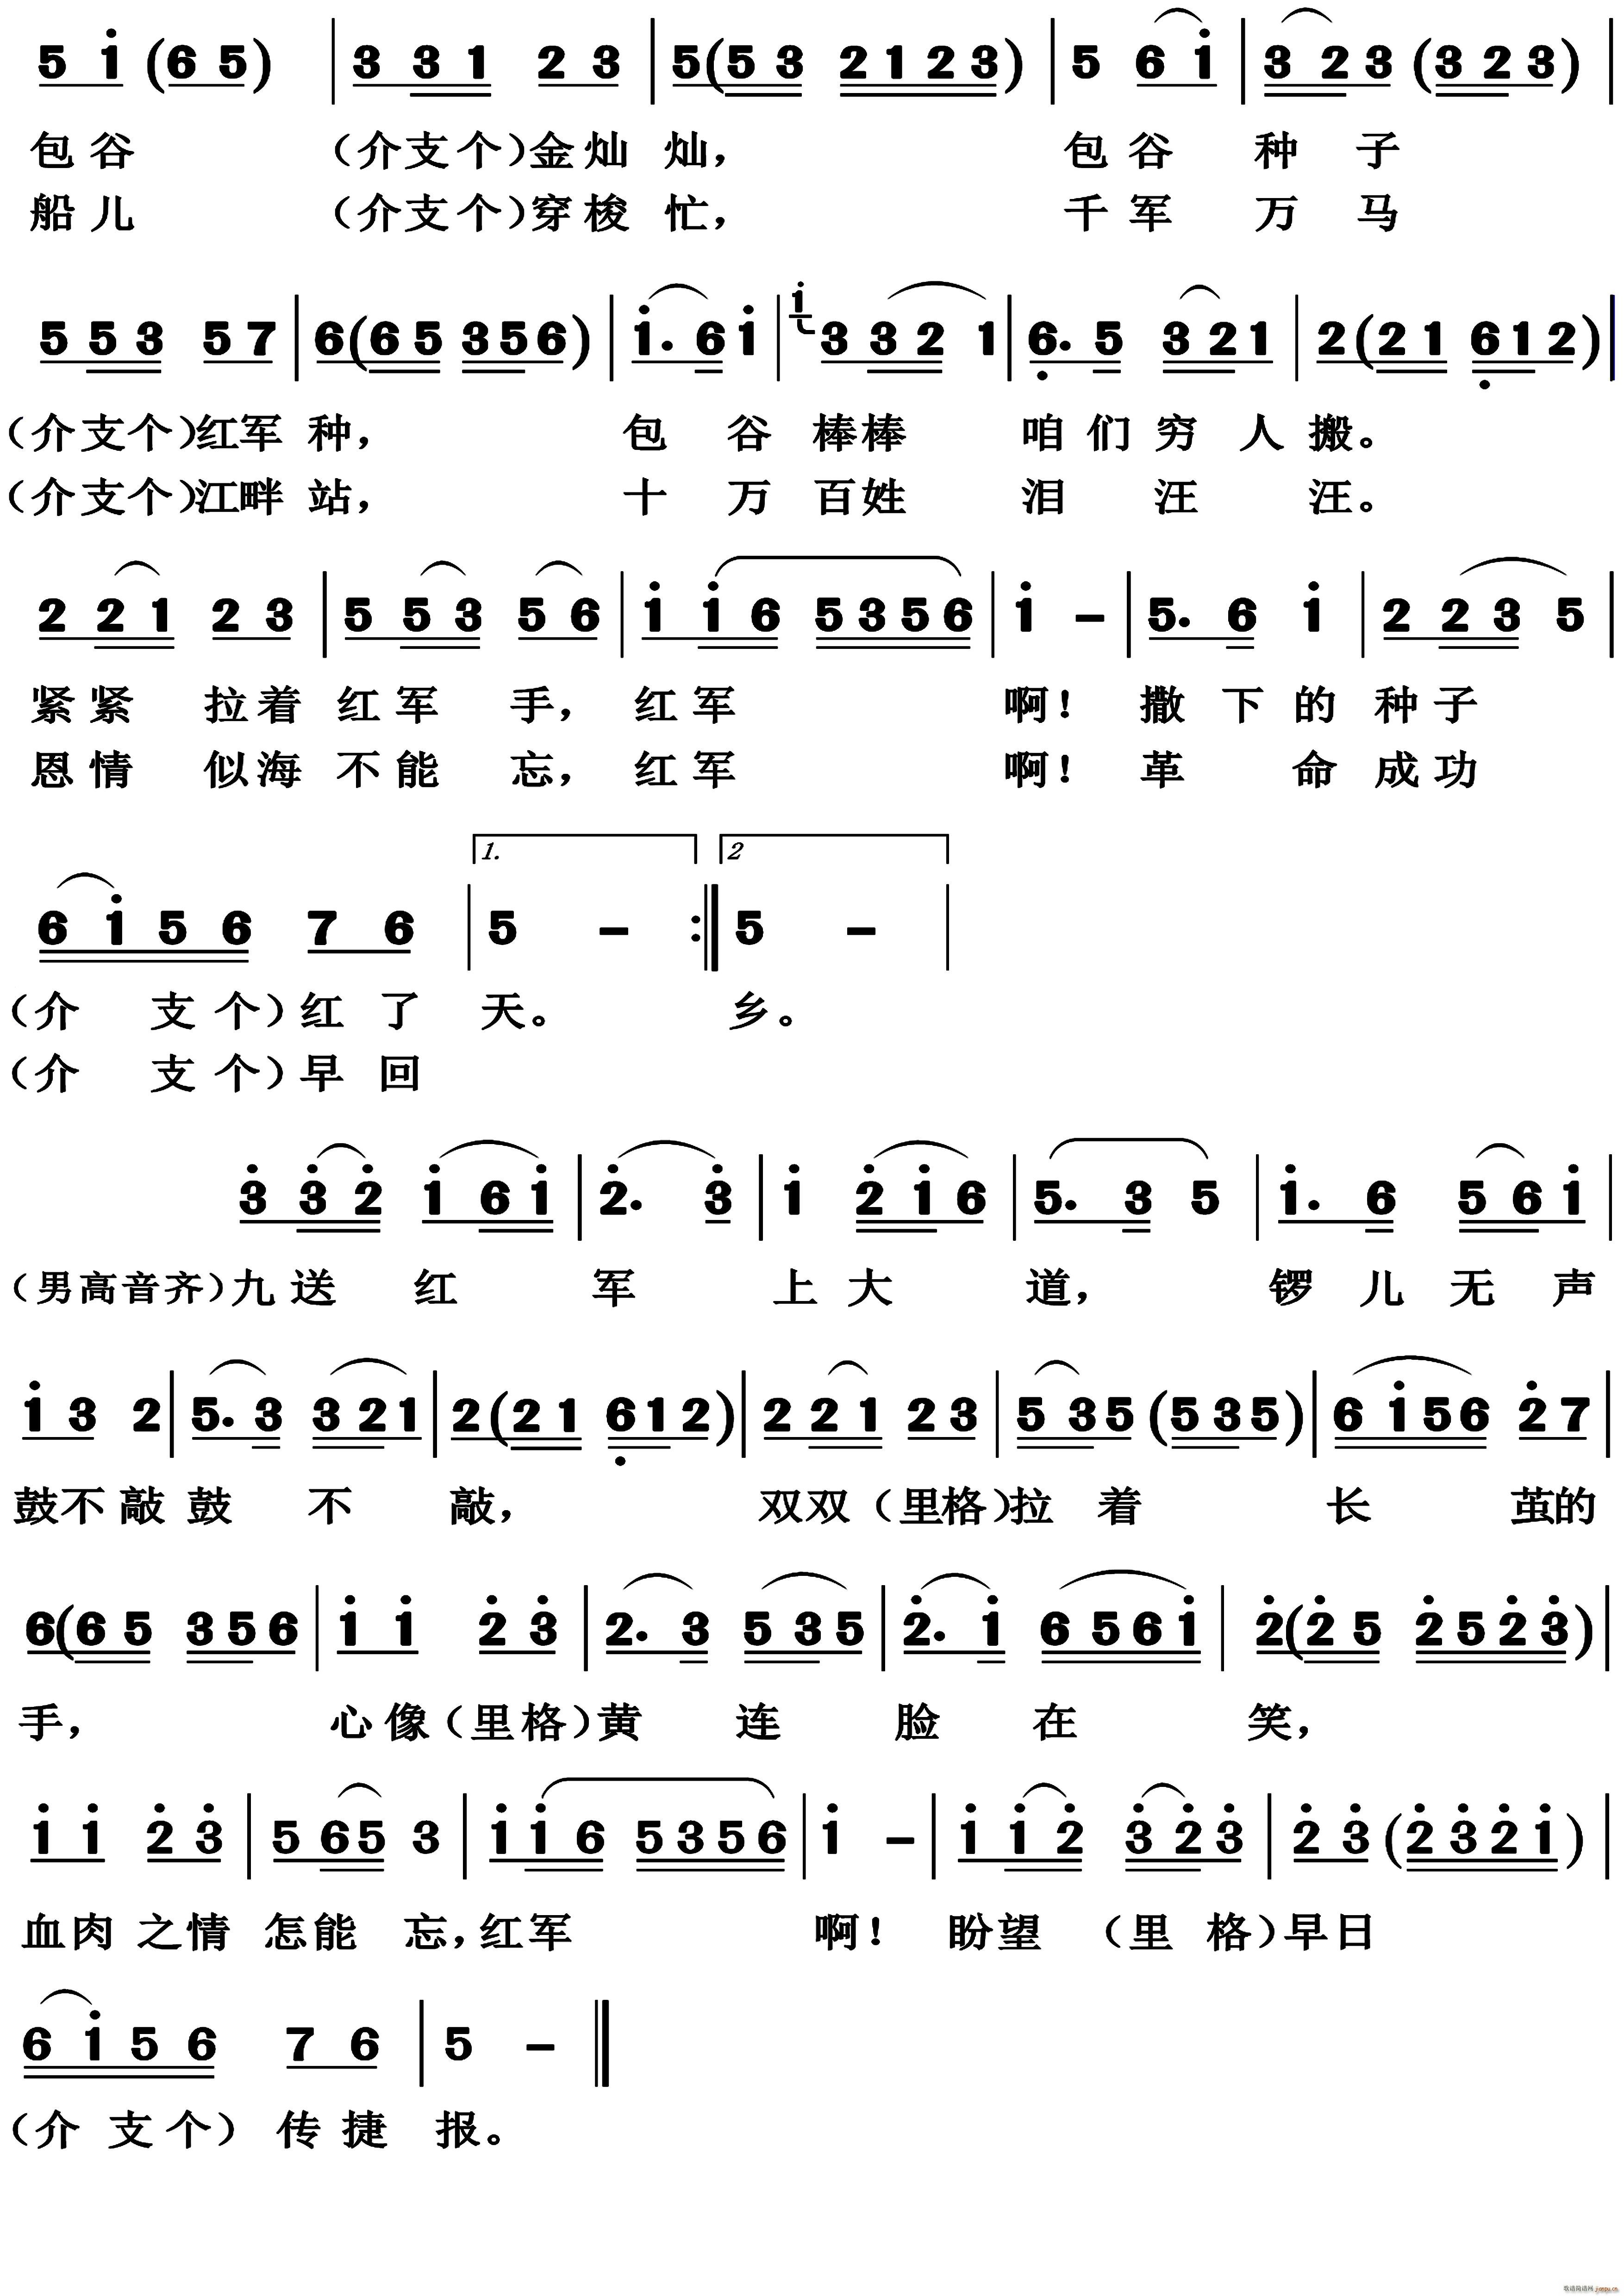 5 i (6 5) | 3 3 1 2 3 | 5 (5 3 2 1 2 3) | 5 6 i | 3 2 3 (3 2 3) |
包谷 （介支个）金灿灿， 包谷种子
船儿 （介支个）穿梭忙， 千军万马
5 5 3 5 7 | 6 (6 5 3 5 6) | i. 6 i | i 3 3 2 1 | 6. 5 3 2 1 | 2 (2 1 6 1 2) |
（介支个）红军种， 包谷棒棒 咱们穷人搬。
（介支个）江畔站， 十万百姓 泪汪汪。
2 2 1 2 3 | 5 5 3 5 6 | i i 6 5 3 5 6 | i – | 5. 6 i | 2 2 3 5 |
紧紧拉着红军手， 红军啊！ 撒下的种子
恩情似海不能忘， 红军啊！ 革命成功
1. 2
6 i 5 6 7 6 | 5 – :| 5 – |
（介支个）红了天。 乡。
（介支个）早回
3 3 2 i 6 i | 2. 3 | i 2 i 6 | 5. 3 5 | i. 6 5 6 i |
（男高音齐）九送红军上大道， 锣儿无声
i 3 2 | 5. 3 3 2 1 | 2 (2 1 6 1 2) | 2 2 1 2 3 | 5 3 5 (5 3 5) | 6 i 5 6 2 7 |
鼓不敲鼓不敲， 双双（里格）拉着长茧的
6 (6 5 3 5 6 | i i 2 3 | 2. 3 5 3 5 | 2. i 6 5 6 i | 2 (2 5 2 5 2 3) |
手， 心像（里格）黄连脸在笑，
i i 2 3 | 5 6 5 3 | i i 6 5 3 5 6 | i – | i i 2 3 2 3 | 2 3 (2 3 2 i) |
血肉之情怎能忘， 红军啊！ 盼望（里格）早日
6 i 5 6 7 6 | 5 – ‖
（介支个）传捷报。